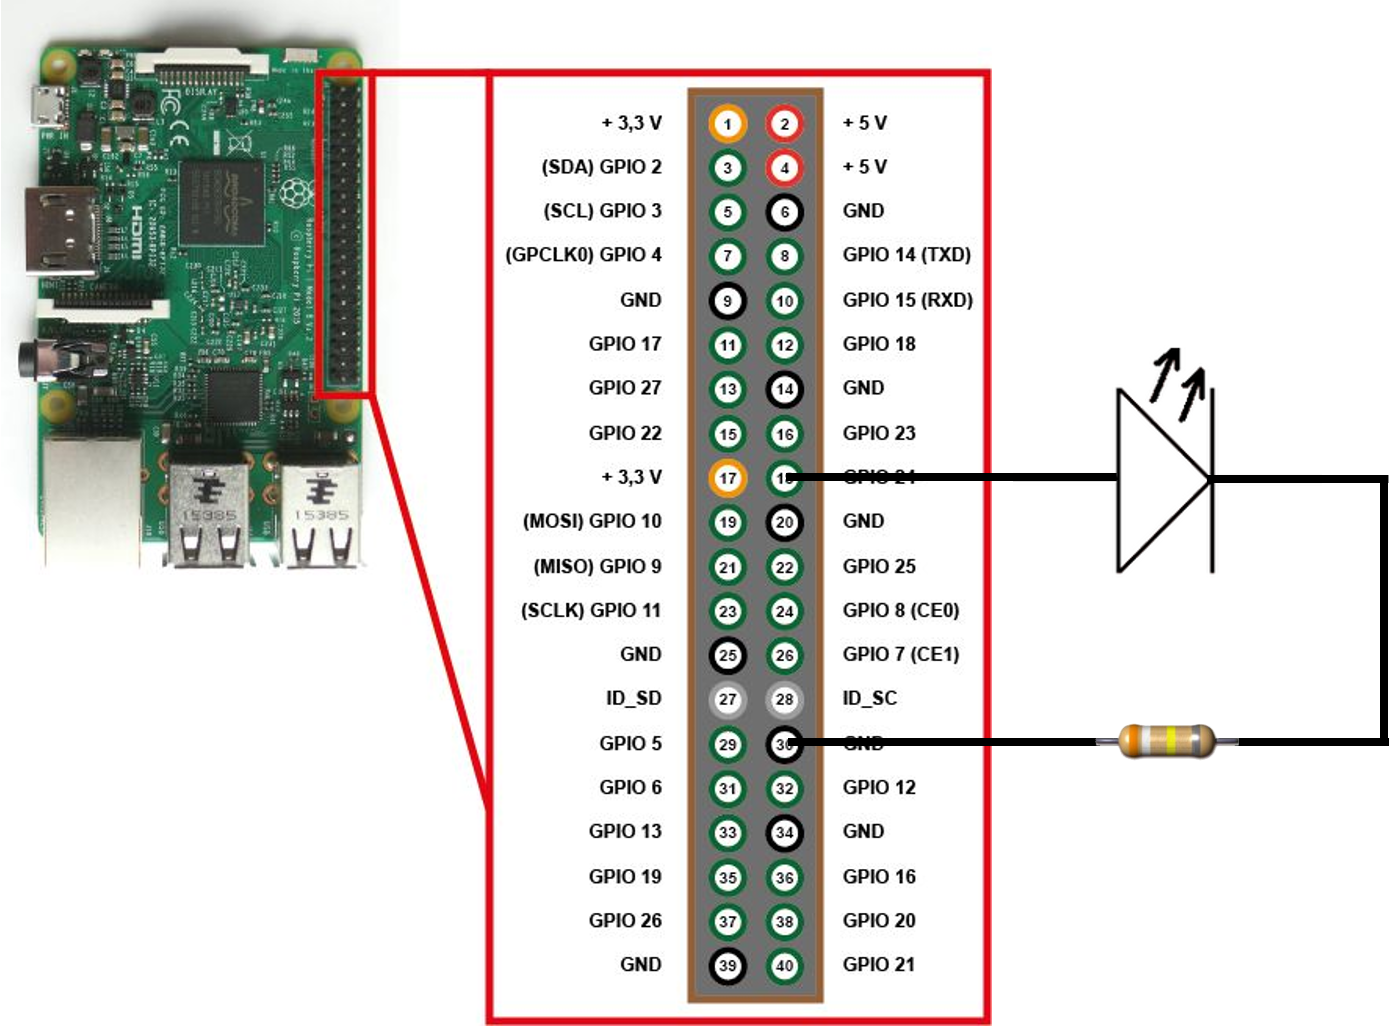 DISPLAY
HDMI
15385
15385
+ 3,3 V 1 2 + 5 V
(SDA) GPIO 2 3 4 + 5 V
(SCL) GPIO 3 5 6 GND
(GPCLK0) GPIO 4 7 8 GPIO 14 (TXD)
GND 9 10 GPIO 15 (RXD)
GPIO 17 11 12 GPIO 18
GPIO 27 13 14 GND
GPIO 22 15 16 GPIO 23
+ 3,3 V 17 18 GPIO 24
(MOSI) GPIO 10 19 20 GND
(MISO) GPIO 9 21 22 GPIO 25
(SCLK) GPIO 11 23 24 GPIO 8 (CE0)
GND 25 26 GPIO 7 (CE1)
ID_SD 27 28 ID_SC
GPIO 5 29 30 GND
GPIO 6 31 32 GPIO 12
GPIO 13 33 34 GND
GPIO 19 35 36 GPIO 16
GPIO 26 37 38 GPIO 20
GND 39 40 GPIO 21